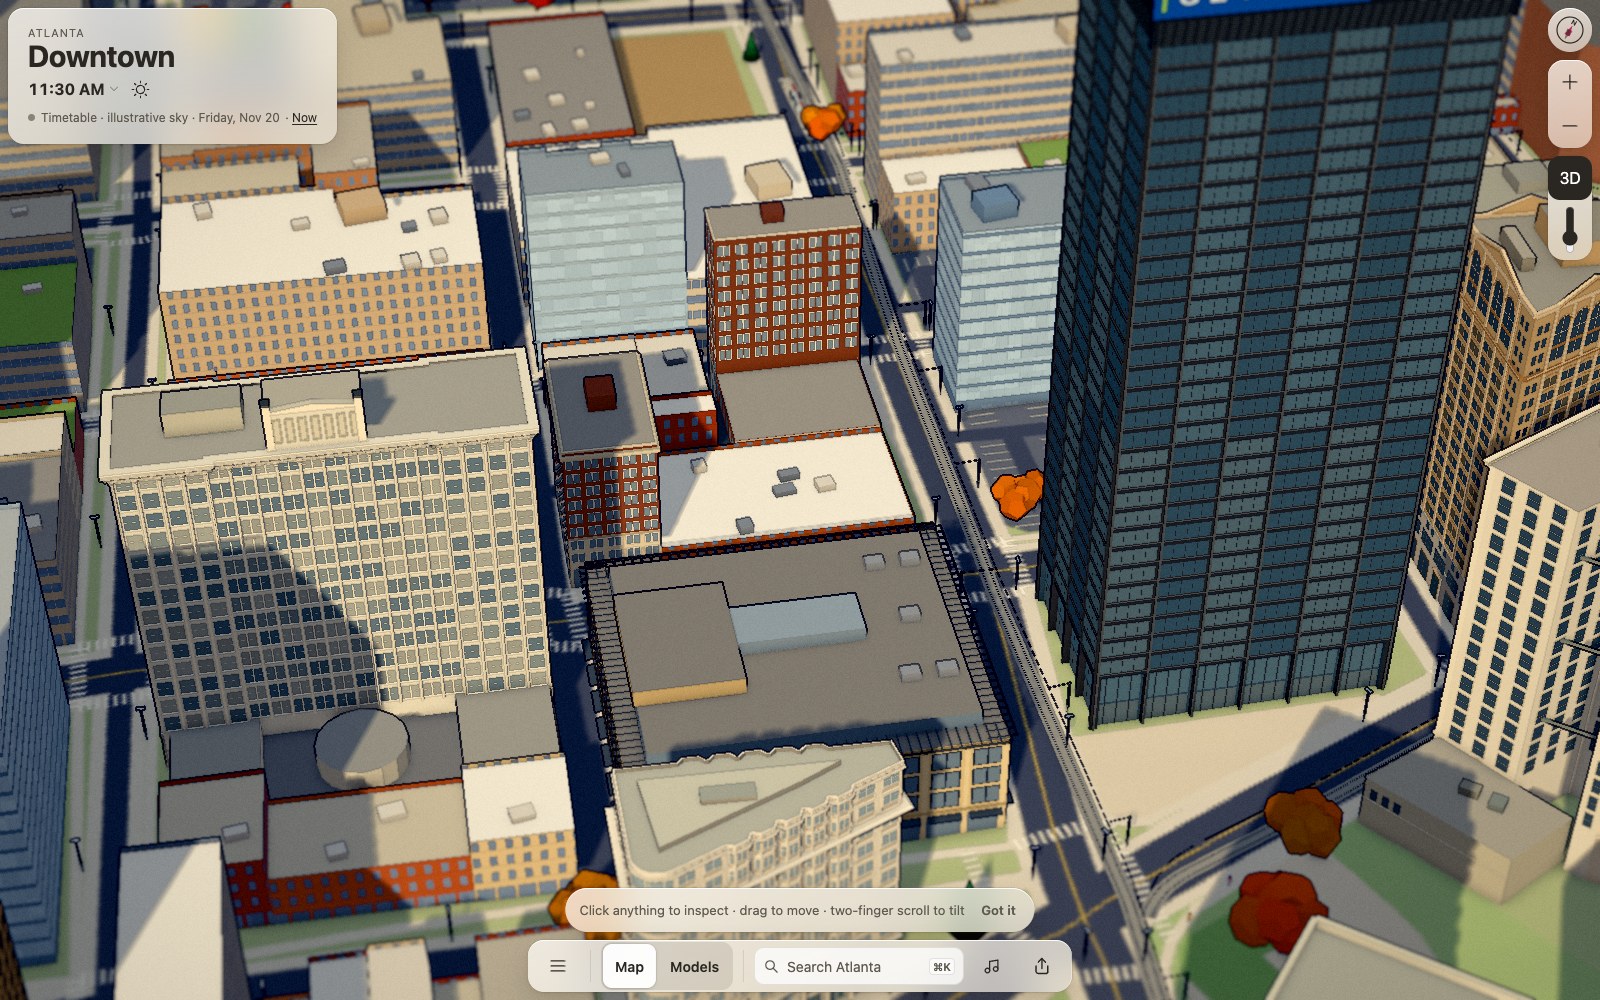 ATLANTA
Downtown
11:30 AM
Timetable · illustrative sky · Friday, Nov 20 · Now
N
+
−
3D
Click anything to inspect · drag to move · two-finger scroll to tilt Got it
Map Models Search Atlanta ⌘K